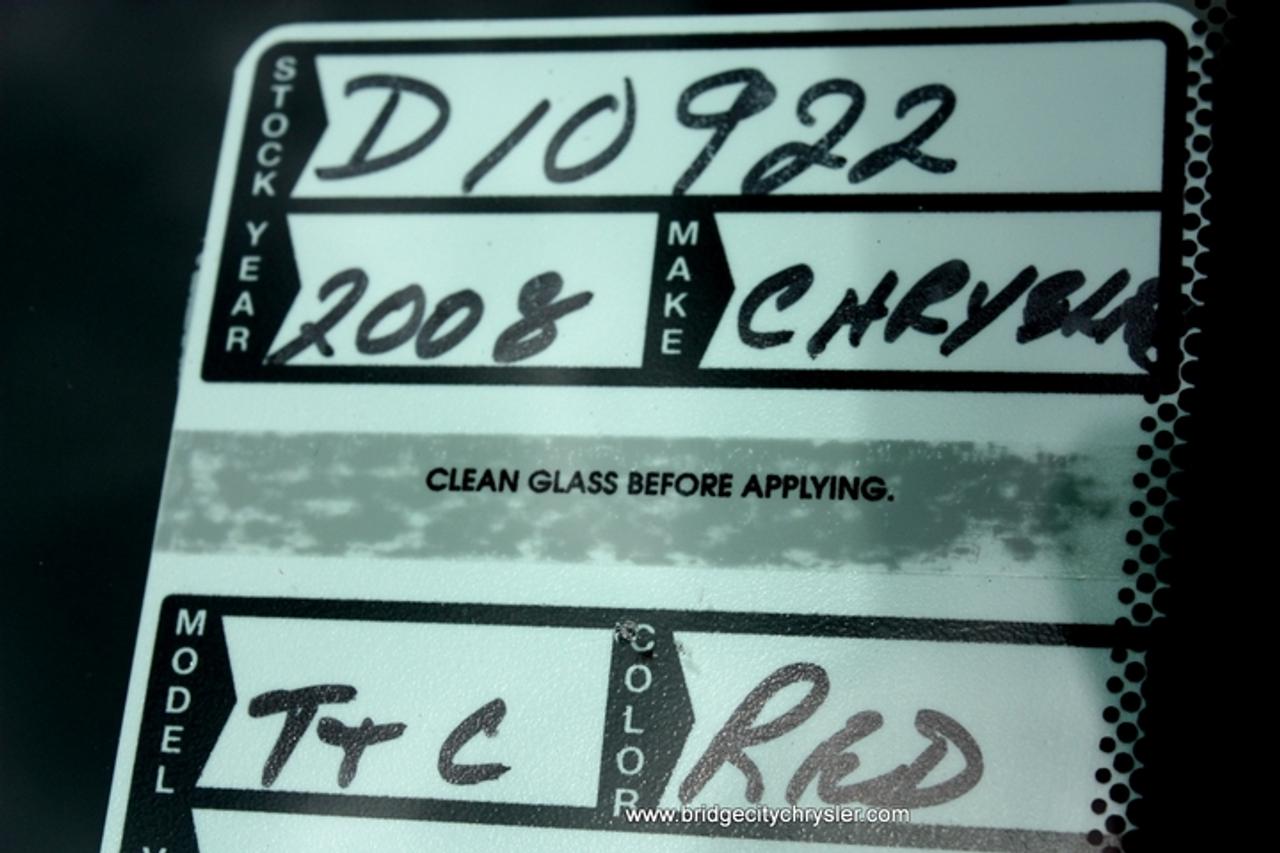 STOCK D10922
YEAR 2008 MAKE CHRYSLER
CLEAN GLASS BEFORE APPLYING.
MODEL T+C COLOR RED
www.bridgecitychrysler.com